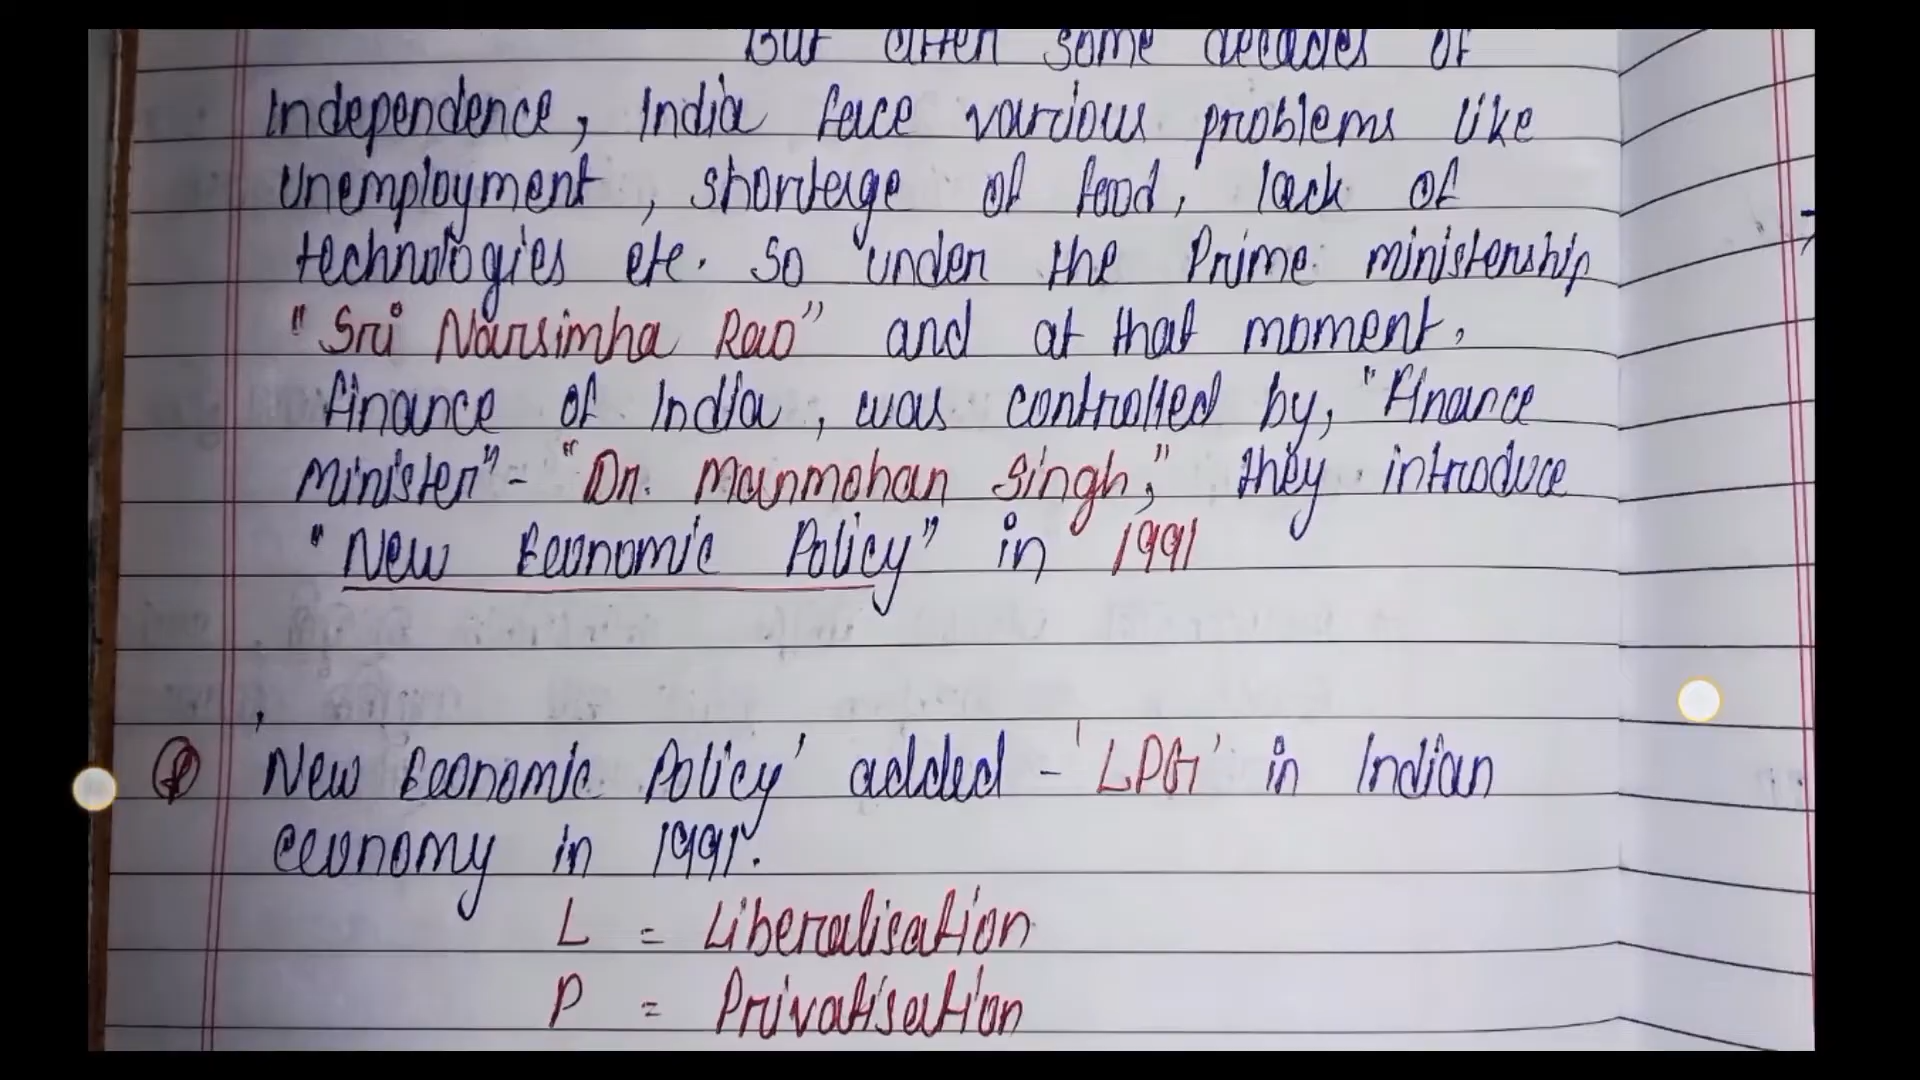 But after some decades of
Independence, India face various problems like
Unemployment, shortage of food, lack of
technologies etc. So under the Prime ministership
"Sri Narsimha Rao" and at that moment,
finance of India, was controlled by, "Finance
Minister" - "Dr. Manmohan Singh," they introduce
"New Economic Policy" in 1991
New Economic Policy' added - 'LPG' in Indian
economy in 1991.
L = Liberalisation
P = Privatisation